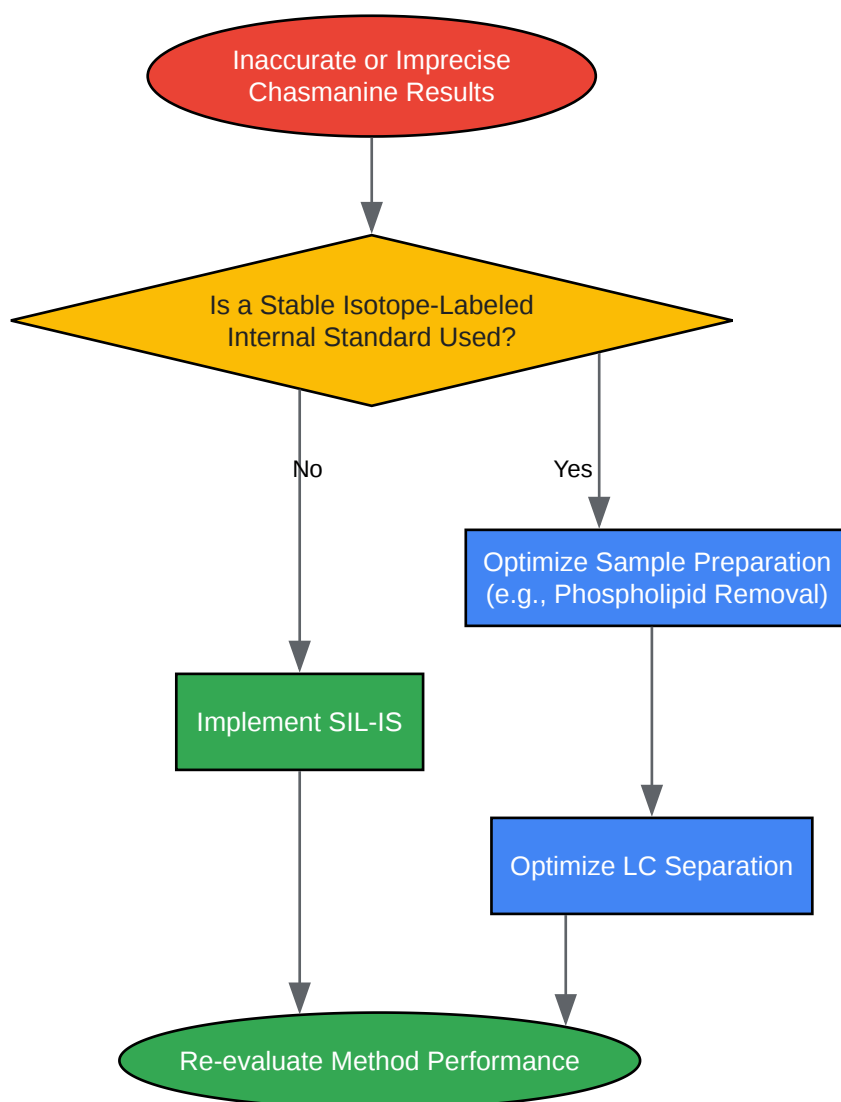 Inaccurate or Imprecise
Chasmanine Results
Is a Stable Isotope-Labeled
Internal Standard Used?
No
Yes
Optimize Sample Preparation
(e.g., Phospholipid Removal)
Implement SIL-IS
Optimize LC Separation
Re-evaluate Method Performance